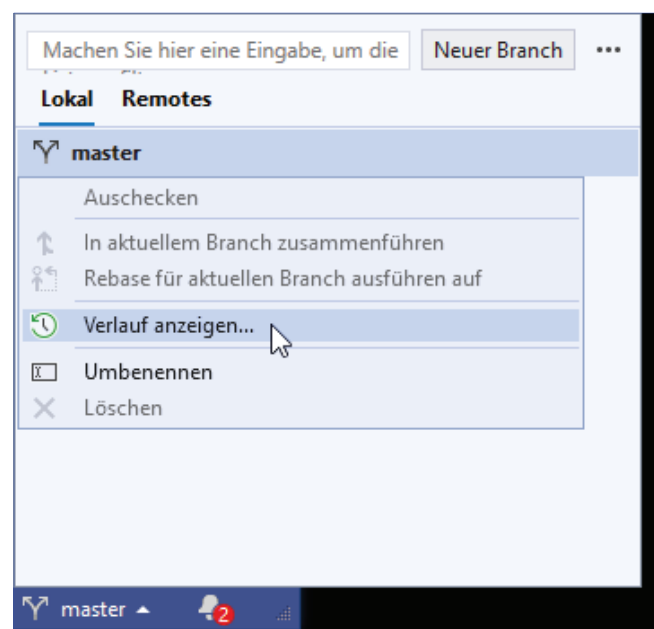 Machen Sie hier eine Eingabe, um die
Neuer Branch
Lokal Remotes
master
Auschecken
In aktuellem Branch zusammenführen
Rebase für aktuellen Branch ausführen auf
Verlauf anzeigen...
Umbenennen
Löschen
master
2